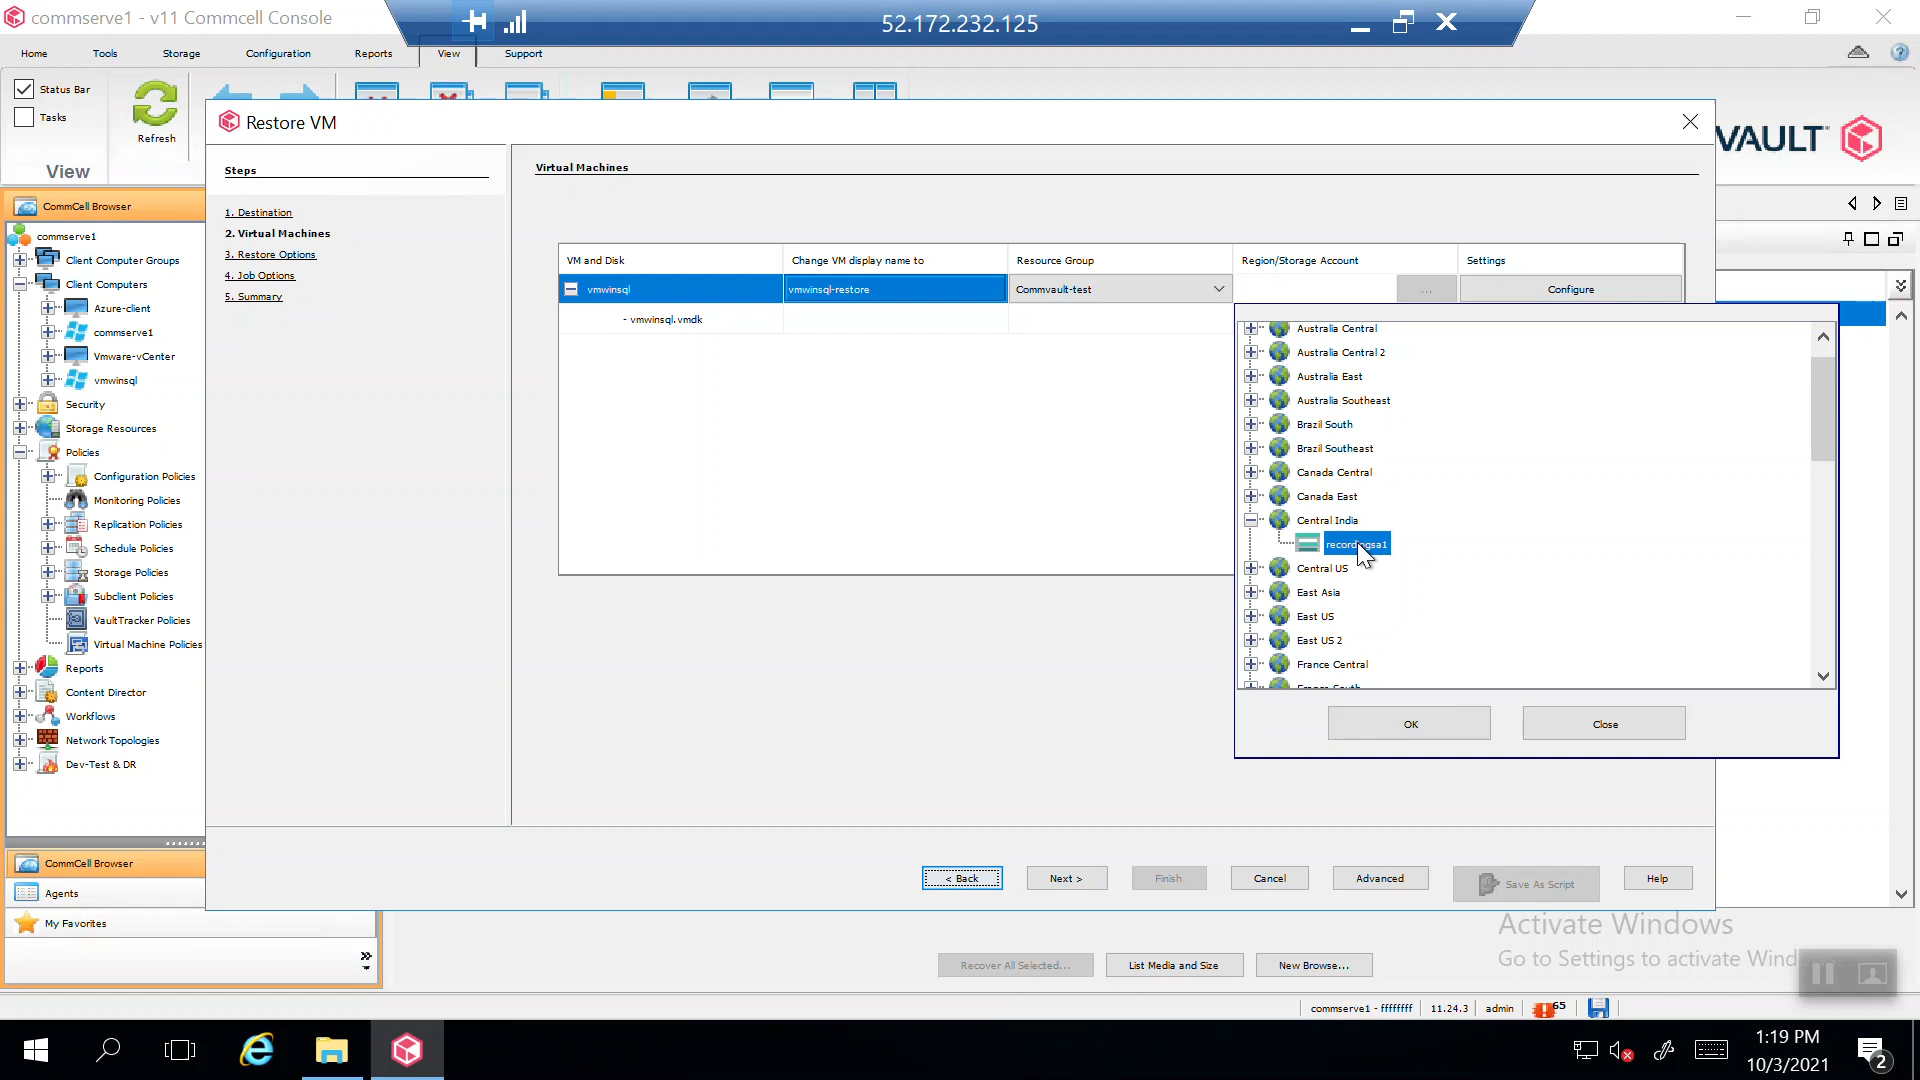 commserve1 - v11 Commcell Console
52.172.232.125
Home
Tools
Storage
Configuration
Reports
View
Support
Status Bar
Tasks
Refresh
View
VAULT
Restore VM
CommCell Browser
commserve1
Client Computer Groups
Client Computers
Azure-client
commserve1
Vmware-vCenter
vmwinsql
Security
Storage Resources
Policies
Configuration Policies
Monitoring Policies
Replication Policies
Schedule Policies
Storage Policies
Subclient Policies
VaultTracker Policies
Virtual Machine Policies
Reports
Content Director
Workflows
Network Topologies
Dev-Test & DR
CommCell Browser
Agents
My Favorites
Steps
1. Destination
2. Virtual Machines
3. Restore Options
4. Job Options
5. Summary
Virtual Machines
VM and Disk
Change VM display name to
Resource Group
Region/Storage Account
Settings
vmwinsql
vmwinsql-restore
Commvault-test
...
Configure
- vmwinsql.vmdk
Australia Central
Australia Central 2
Australia East
Australia Southeast
Brazil South
Brazil Southeast
Canada Central
Canada East
Central India
recordingsa1
Central US
East Asia
East US
East US 2
France Central
France South
OK
Close
< Back
Next >
Finish
Cancel
Advanced
Save As Script
Help
Activate Windows
Go to Settings to activate Wind
Recover All Selected...
List Media and Size
New Browse...
commserve1 - ffffffff
11.24.3
admin
65
1:19 PM
10/3/2021
2